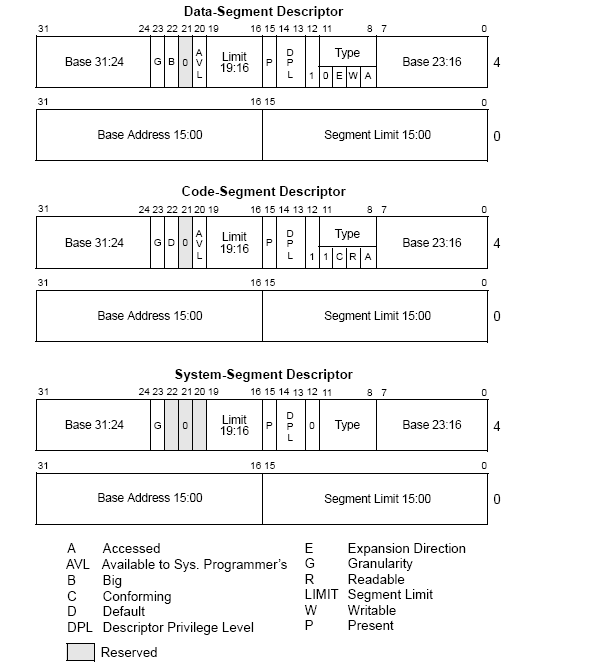 Data-Segment Descriptor
31 24 23 22 21 20 19 16 15 14 13 12 11 8 7 0
Base 31:24 G B 0 AVL Limit 19:16 P DPL 1 Type 0 E W A Base 23:16 4
31 16 15 0
Base Address 15:00 Segment Limit 15:00 0
Code-Segment Descriptor
31 24 23 22 21 20 19 16 15 14 13 12 11 8 7 0
Base 31:24 G D 0 AVL Limit 19:16 P DPL 1 Type 1 C R A Base 23:16 4
31 16 15 0
Base Address 15:00 Segment Limit 15:00 0
System-Segment Descriptor
31 24 23 22 21 20 19 16 15 14 13 12 11 8 7 0
Base 31:24 G 0 Limit 19:16 P DPL 0 Type Base 23:16 4
31 16 15 0
Base Address 15:00 Segment Limit 15:00 0
A Accessed E Expansion Direction
AVL Available to Sys. Programmer's G Granularity
B Big R Readable
C Conforming LIMIT Segment Limit
D Default W Writable
DPL Descriptor Privilege Level P Present
Reserved